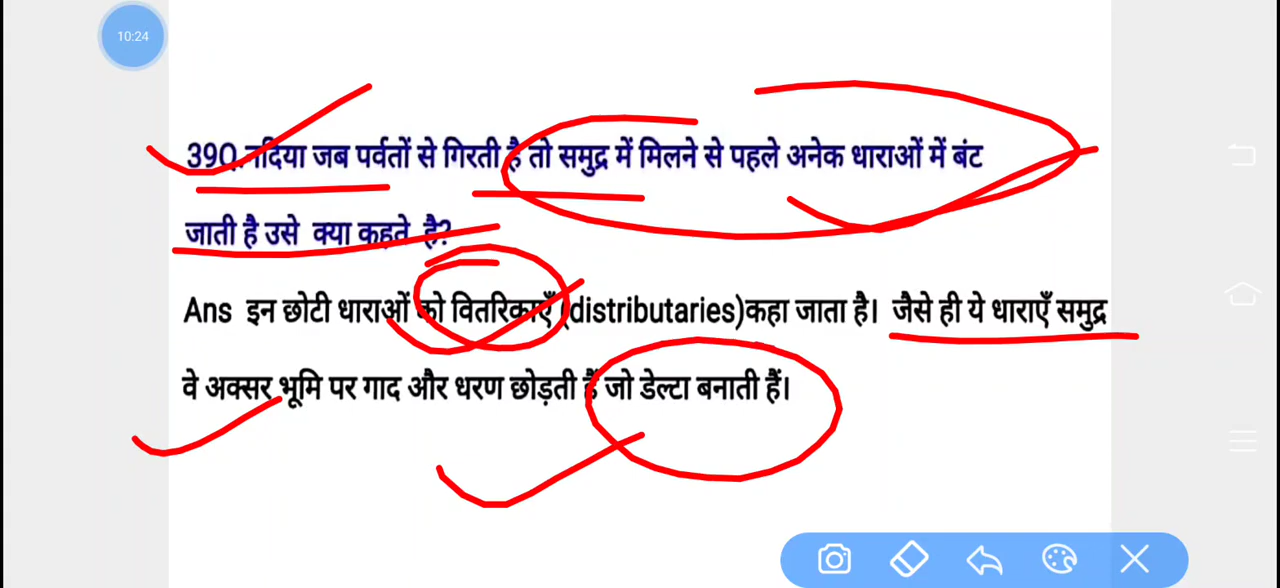 10:24
39Q.नदिया जब पर्वतों से गिरती है तो समुद्र में मिलने से पहले अनेक धाराओं में बंट
जाती है उसे क्या कहते है?
Ans इन छोटी धाराओं को वितरिकाएँ (distributaries)कहा जाता है। जैसे ही ये धाराएँ समुद्र
वे अक्सर भूमि पर गाद और धरण छोड़ती हैं जो डेल्टा बनाती हैं।